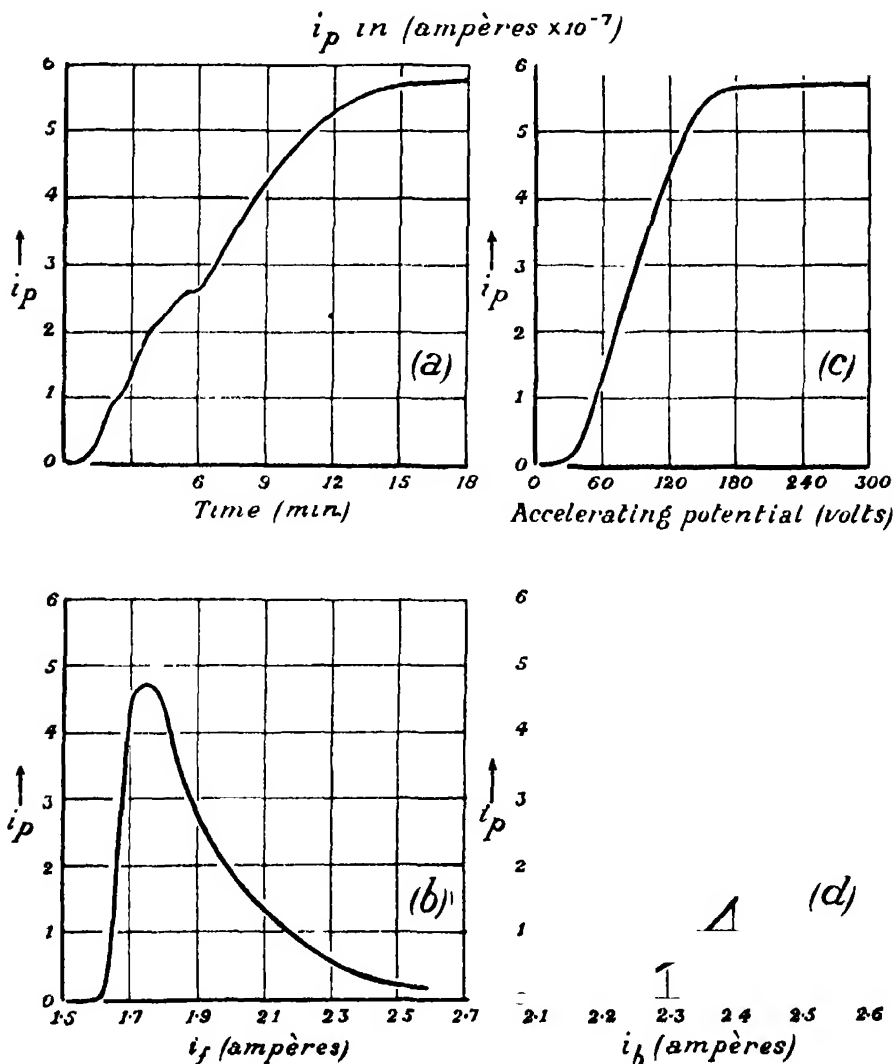 i_p in (ampères ×10⁻⁷)
6
5
4
3
2
1
0
i_p
(a)
6 9 12 15 18
Time (min)
6
5
4
3
2
1
0
i_p
(c)
0 60 120 180 240 300
Accelerating potential (volts)
6
5
4
3
2
1
0
i_p
(b)
1·5 1·7 1·9 2·1 2·3 2·5 2·7
i_f (ampères)
6
5
4
3
2
1
i_p
(d)
2·1 2·2 2·3 2·4 2·5 2·6
i_b (ampères)